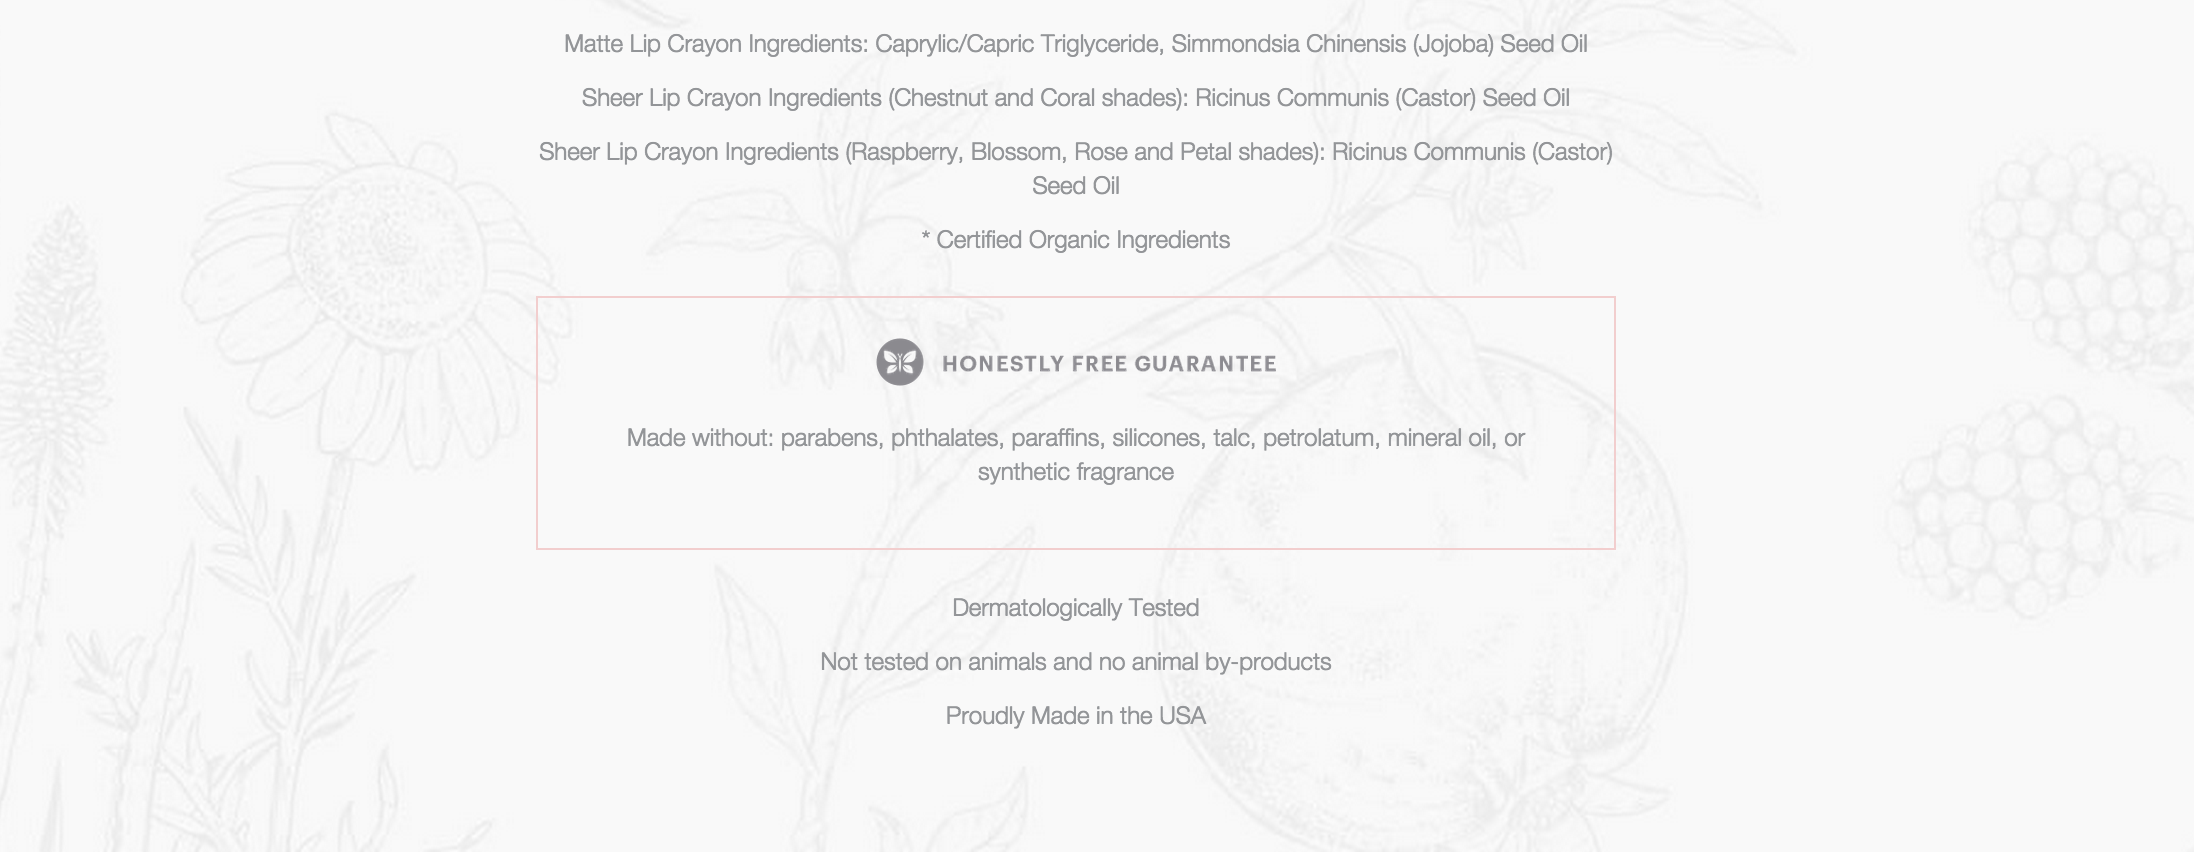 Matte Lip Crayon Ingredients: Caprylic/Capric Triglyceride, Simmondsia Chinensis (Jojoba) Seed Oil
Sheer Lip Crayon Ingredients (Chestnut and Coral shades): Ricinus Communis (Castor) Seed Oil
Sheer Lip Crayon Ingredients (Raspberry, Blossom, Rose and Petal shades): Ricinus Communis (Castor)
Seed Oil
* Certified Organic Ingredients
HONESTLY FREE GUARANTEE
Made without: parabens, phthalates, paraffins, silicones, talc, petrolatum, mineral oil, or
synthetic fragrance
Dermatologically Tested
Not tested on animals and no animal by-products
Proudly Made in the USA